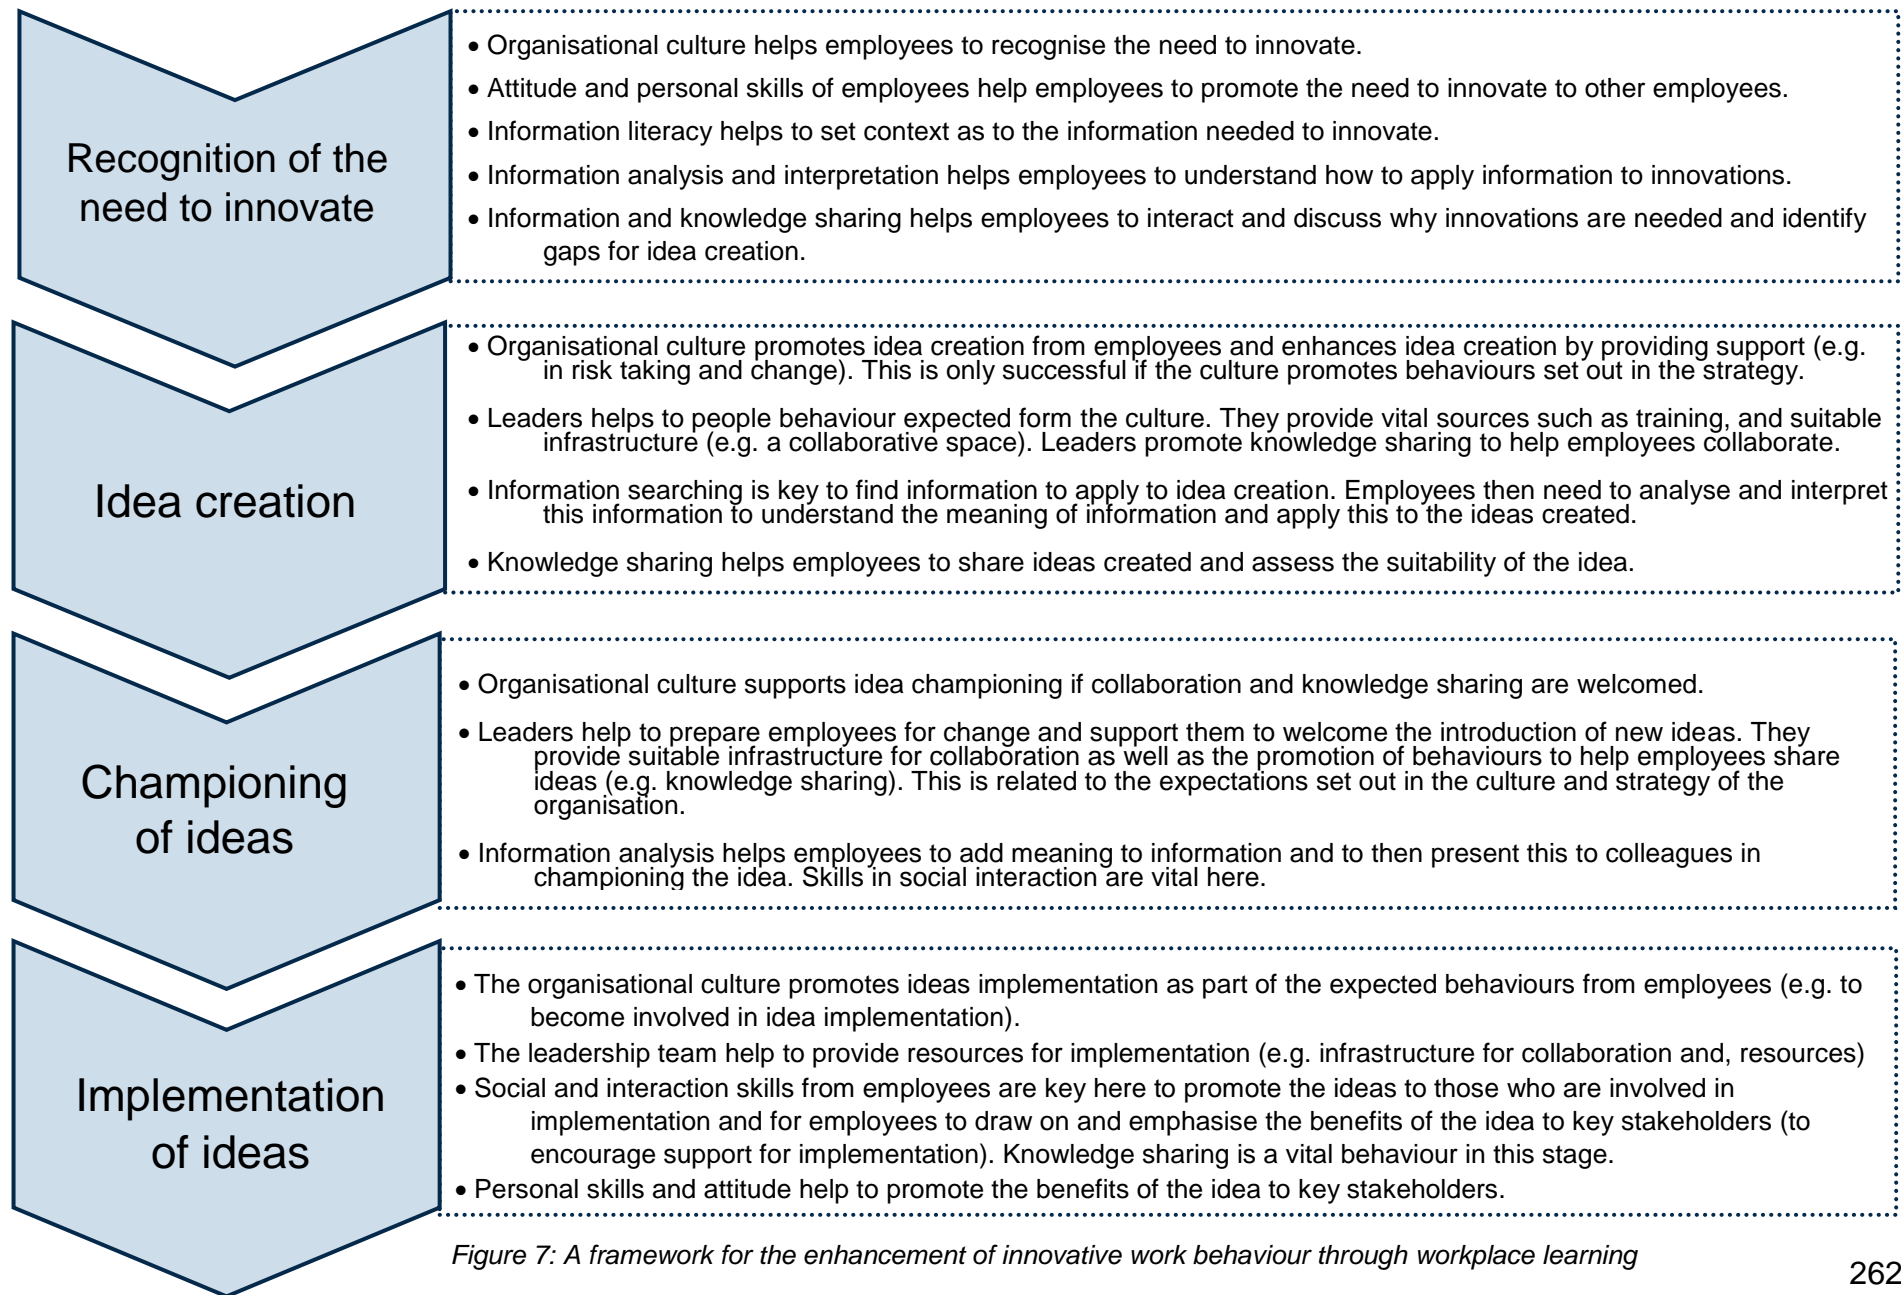 Recognition of the
need to innovate
• Organisational culture helps employees to recognise the need to innovate.
• Attitude and personal skills of employees help employees to promote the need to innovate to other employees.
• Information literacy helps to set context as to the information needed to innovate.
• Information analysis and interpretation helps employees to understand how to apply information to innovations.
• Information and knowledge sharing helps employees to interact and discuss why innovations are needed and identify
gaps for idea creation.
Idea creation
• Organisational culture promotes idea creation from employees and enhances idea creation by providing support (e.g.
in risk taking and change). This is only successful if the culture promotes behaviours set out in the strategy.
• Leaders helps to people behaviour expected form the culture. They provide vital sources such as training, and suitable
infrastructure (e.g. a collaborative space). Leaders promote knowledge sharing to help employees collaborate.
• Information searching is key to find information to apply to idea creation. Employees then need to analyse and interpret
this information to understand the meaning of information and apply this to the ideas created.
• Knowledge sharing helps employees to share ideas created and assess the suitability of the idea.
Championing
of ideas
• Organisational culture supports idea championing if collaboration and knowledge sharing are welcomed.
• Leaders help to prepare employees for change and support them to welcome the introduction of new ideas. They
provide suitable infrastructure for collaboration as well as the promotion of behaviours to help employees share
ideas (e.g. knowledge sharing). This is related to the expectations set out in the culture and strategy of the
organisation.
• Information analysis helps employees to add meaning to information and to then present this to colleagues in
championing the idea. Skills in social interaction are vital here.
Implementation
of ideas
• The organisational culture promotes ideas implementation as part of the expected behaviours from employees (e.g. to
become involved in idea implementation).
• The leadership team help to provide resources for implementation (e.g. infrastructure for collaboration and, resources)
• Social and interaction skills from employees are key here to promote the ideas to those who are involved in
implementation and for employees to draw on and emphasise the benefits of the idea to key stakeholders (to
encourage support for implementation). Knowledge sharing is a vital behaviour in this stage.
• Personal skills and attitude help to promote the benefits of the idea to key stakeholders.
Figure 7: A framework for the enhancement of innovative work behaviour through workplace learning
262